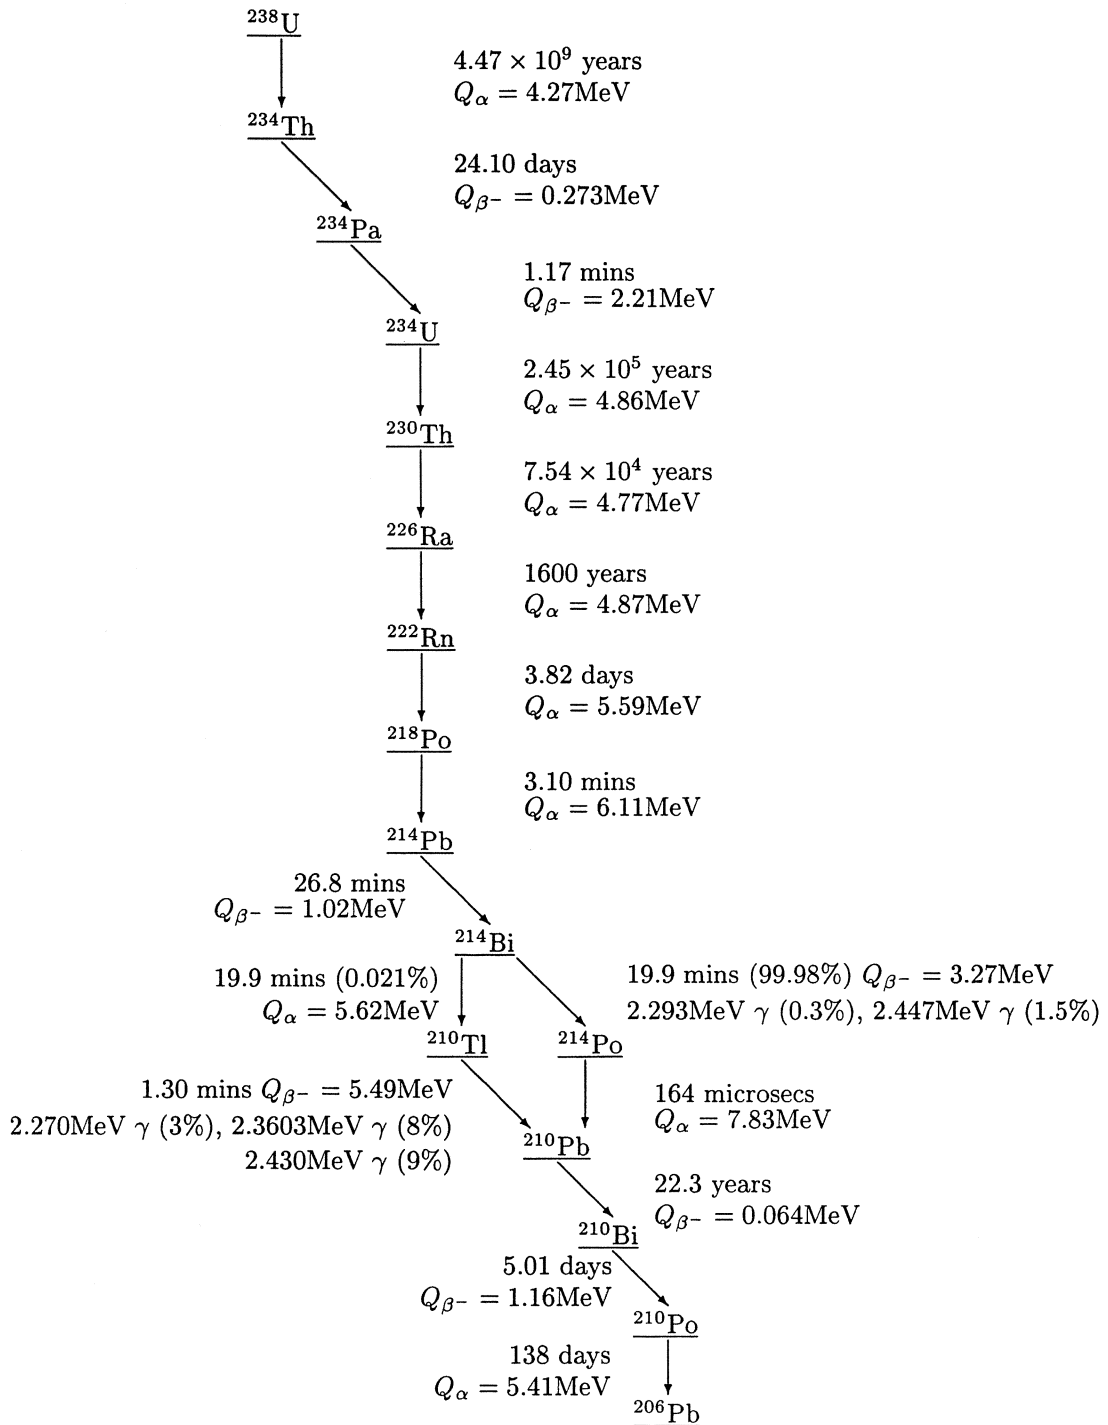 ²³⁸U
4.47 × 10⁹ years
Qα = 4.27MeV
²³⁴Th
24.10 days
Qβ− = 0.273MeV
²³⁴Pa
1.17 mins
Qβ− = 2.21MeV
²³⁴U
2.45 × 10⁵ years
Qα = 4.86MeV
²³⁰Th
7.54 × 10⁴ years
Qα = 4.77MeV
²²⁶Ra
1600 years
Qα = 4.87MeV
²²²Rn
3.82 days
Qα = 5.59MeV
²¹⁸Po
3.10 mins
Qα = 6.11MeV
²¹⁴Pb
26.8 mins
Qβ− = 1.02MeV
²¹⁴Bi
19.9 mins (0.021%)
Qα = 5.62MeV
19.9 mins (99.98%) Qβ− = 3.27MeV
2.293MeV γ (0.3%), 2.447MeV γ (1.5%)
²¹⁰Tl
²¹⁴Po
1.30 mins Qβ− = 5.49MeV
2.270MeV γ (3%), 2.3603MeV γ (8%)
2.430MeV γ (9%)
164 microsecs
Qα = 7.83MeV
²¹⁰Pb
22.3 years
Qβ− = 0.064MeV
²¹⁰Bi
5.01 days
Qβ− = 1.16MeV
²¹⁰Po
138 days
Qα = 5.41MeV
²⁰⁶Pb